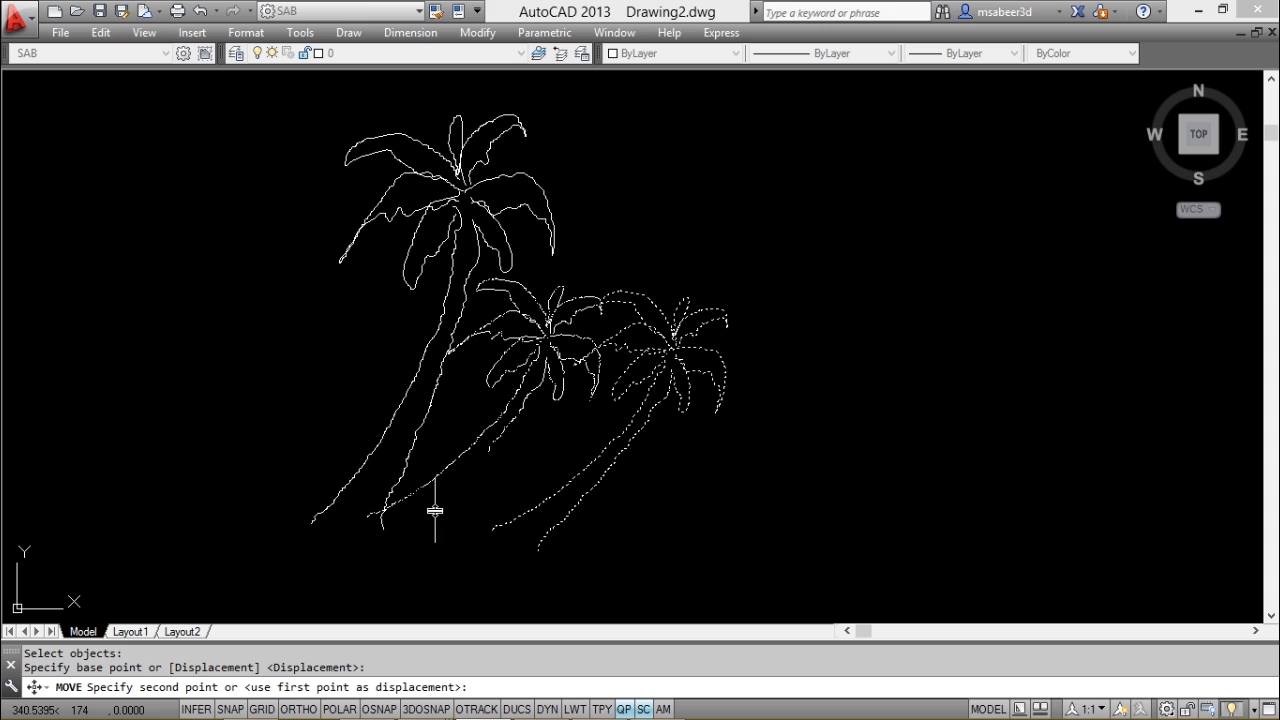 SAB
AutoCAD 2013 Drawing2.dwg
Type a keyword or phrase
msabeer3d
File Edit View Insert Format Tools Draw Dimension Modify Parametric Window Help Express
SAB 0 ByLayer ByLayer ByLayer ByColor
N
W TOP E
S
WCS
Y
X
Model Layout1 Layout2
Select objects:
Specify base point or [Displacement] <Displacement>:
MOVE Specify second point or <use first point as displacement>:
340.5395< 174 , 0.0000 INFER SNAP GRID ORTHO POLAR OSNAP 3DOSNAP OTRACK DUCS DYN LWT TPY QP SC AM MODEL 1:1